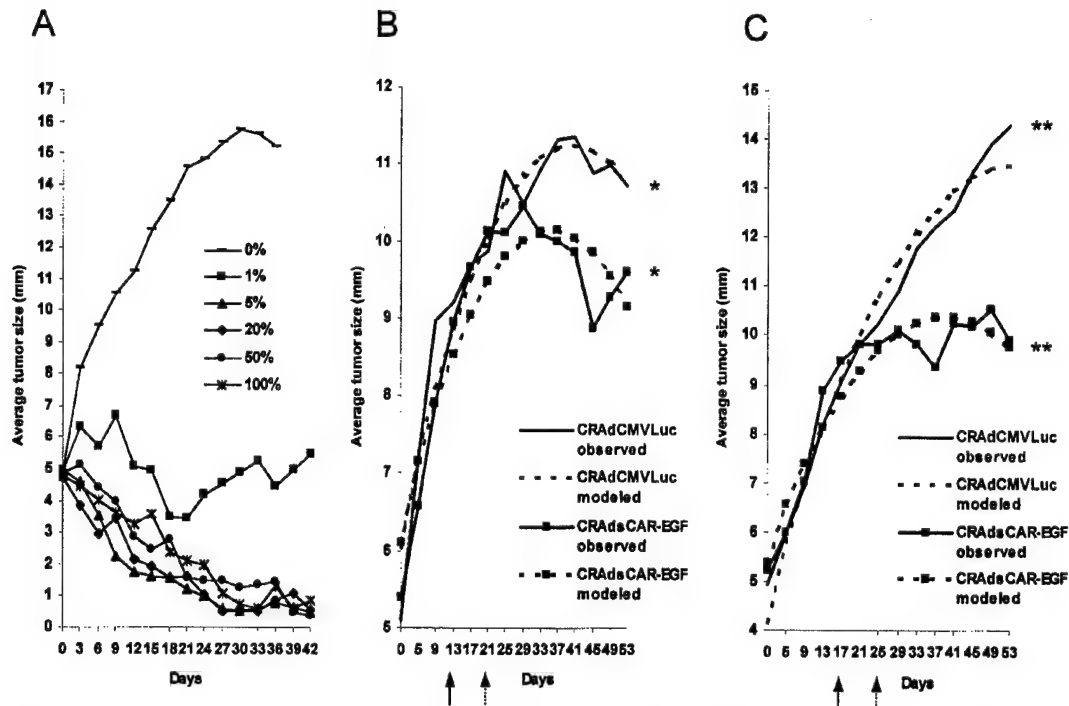 A
Average tumor size (mm)
17
16
15
14
13
12
11
10
9
8
7
6
5
4
3
2
1
0
0%
1%
5%
20%
50%
100%
0 3 6 9 12 15 18 21 24 27 30 33 36 39 42
Days
B
Average tumor size (mm)
12
11
10
9
8
7
6
5
*
*
CRAdCMVLuc
observed
CRAdCMVLuc
modeled
CRAdsCAR-EGF
observed
CRAdsCAR-EGF
modeled
0 5 9 13 17 21 25 29 33 37 41 45 49 53
Days
C
Average tumor size (mm)
15
14
13
12
11
10
9
8
7
6
5
4
**
**
CRAdCMVLuc
observed
CRAdCMVLuc
modeled
CRAdsCAR-EGF
observed
CRAdsCAR-EGF
modeled
0 5 9 13 17 21 25 29 33 37 41 45 49 53
Days